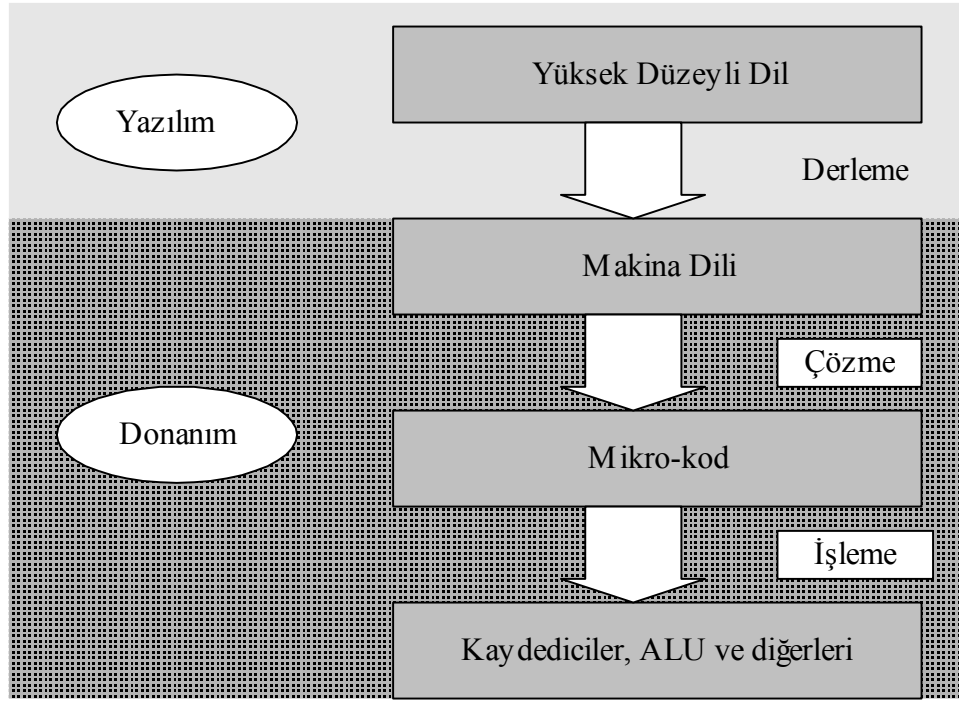 Yüksek Düzeyli Dil
Yazılım
Derleme
Makina Dili
Çözme
Donanım
Mikro-kod
İşleme
Kaydediciler, ALU ve diğerleri